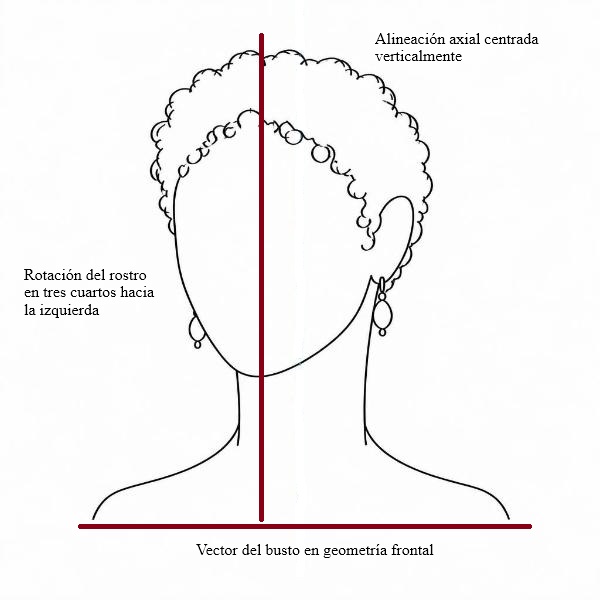 Alineación axial centrada
verticalmente
Rotación del rostro
en tres cuartos hacia
la izquierda
Vector del busto en geometría frontal